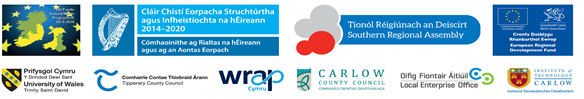 Ireland Wales
Programme
2014-2020
Cláir Chistí Eorpacha Struchtúrtha
agus Infheistíochta na hÉireann
2014–2020
Cómhaoinithe ag Rialtas na hÉireann
agus ag an Aontas Eorpach
Tionól Réigiúnach an Deiscirt
Southern Regional Assembly
Cronfa Datblygu
Rhanbarthol Ewrop
European Regional
Development Fund
Prifysgol Cymru
Y Drindod Dewi Sant
University of Wales
Trinity Saint David
Comhairle Contae Thiobraid Árann
Tipperary County Council
wrap
Cymru
CARLOW
COUNTY COUNCIL
COMHAIRLE CONTAE CHEATHARLACH
Oifig Fiontair Áitiúil
Local Enterprise Office
INSTITUTE of
TECHNOLOGY
CARLOW
Institiúid Teicneolaíochta Cheatharlach